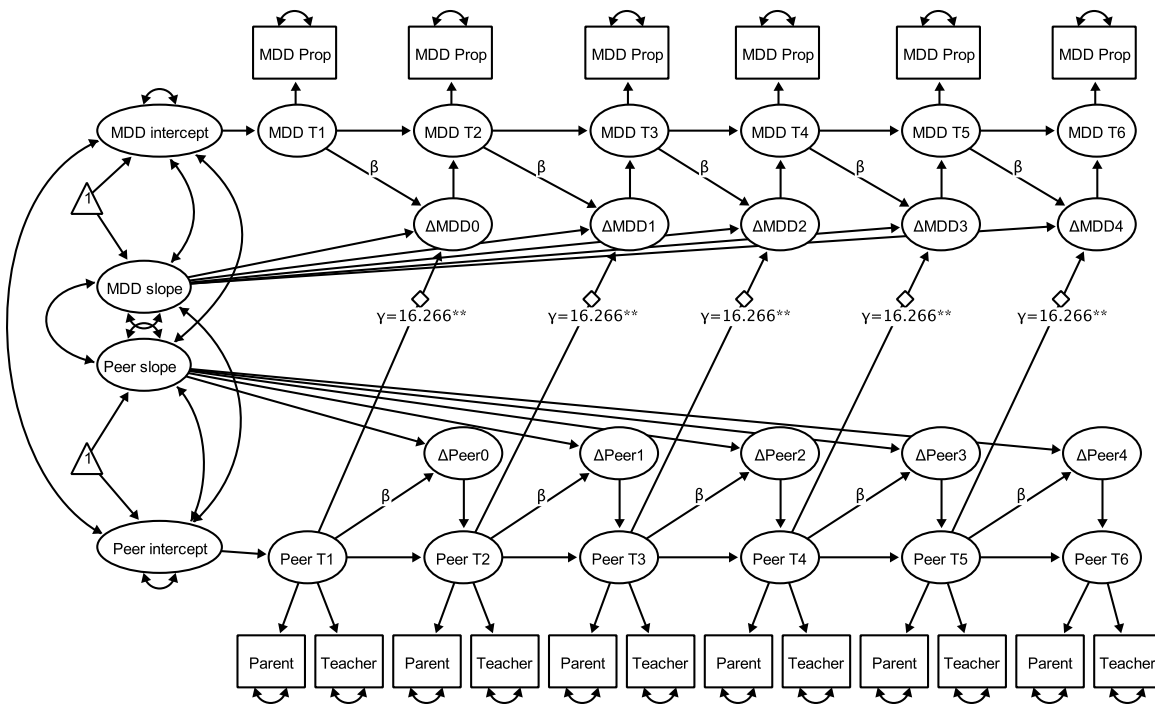 MDD Prop MDD Prop MDD Prop MDD Prop MDD Prop MDD Prop
MDD intercept MDD T1 MDD T2 MDD T3 MDD T4 MDD T5 MDD T6
β β β β β
1
ΔMDD0 ΔMDD1 ΔMDD2 ΔMDD3 ΔMDD4
MDD slope
γ=16.266** γ=16.266** γ=16.266** γ=16.266** γ=16.266**
Peer slope
1
ΔPeer0 ΔPeer1 ΔPeer2 ΔPeer3 ΔPeer4
β β β β β
Peer intercept Peer T1 Peer T2 Peer T3 Peer T4 Peer T5 Peer T6
Parent Teacher Parent Teacher Parent Teacher Parent Teacher Parent Teacher Parent Teacher